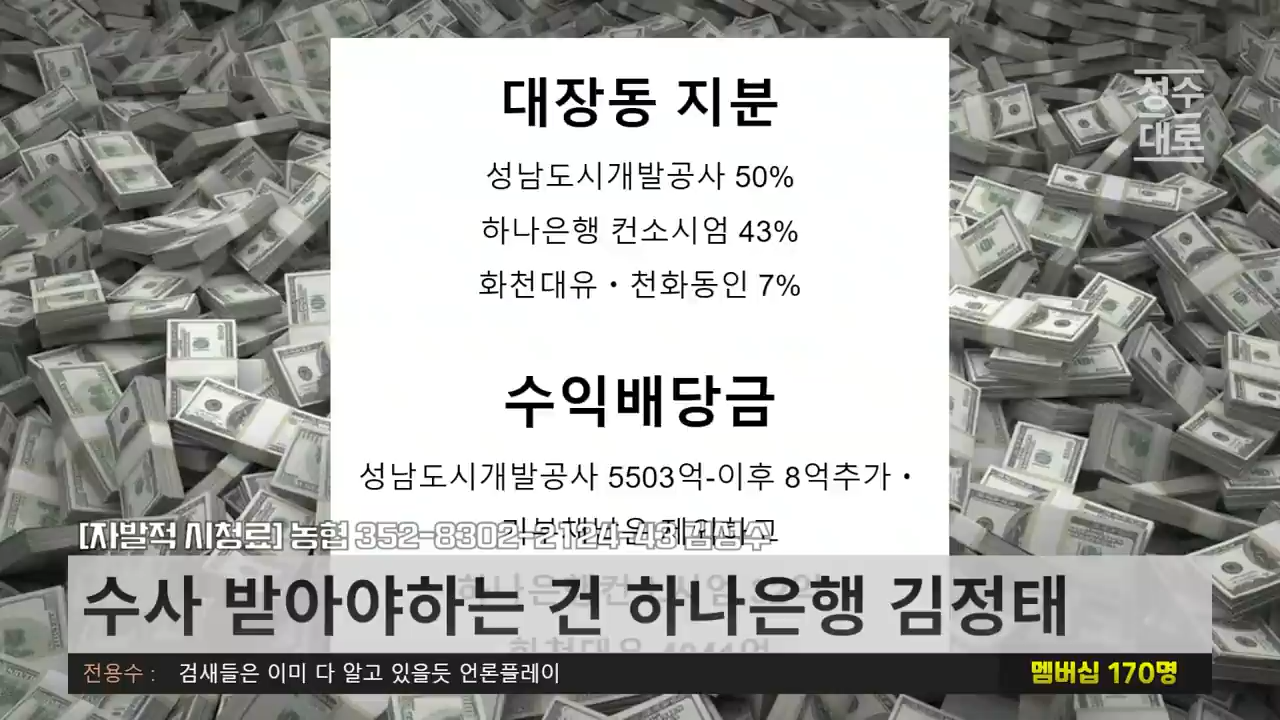 대장동 지분
성수
대로
성남도시개발공사 50%
하나은행 컨소시엄 43%
화천대유・천화동인 7%
수익배당금
성남도시개발공사 5503억-이후 8억추가・
[자발적 시청료] 농협 352-8302-2124-43
수사 받아야하는 건 하나은행 김정태
전용수 : 검새들은 이미 다 알고 있을듯 언론플레이
멤버십 170명